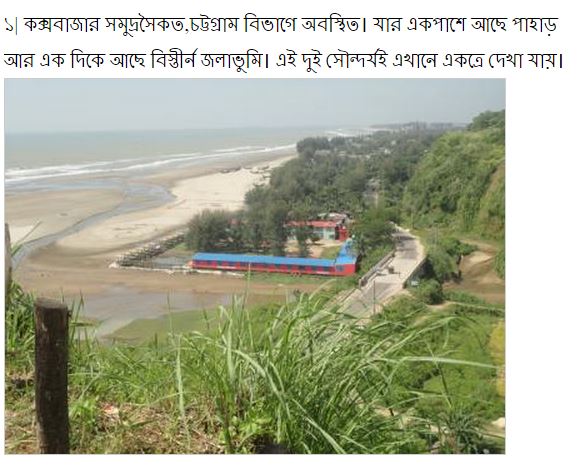 ১| কক্সবাজার সমুদ্রসৈকত,চট্টগ্রাম বিভাগে অবস্থিত। যার একপাশে আছে পাহাড়
আর এক দিকে আছে বিস্তীর্ন জলাভুমি। এই দুই সৌন্দর্যই এখানে একত্রে দেখা যায়।